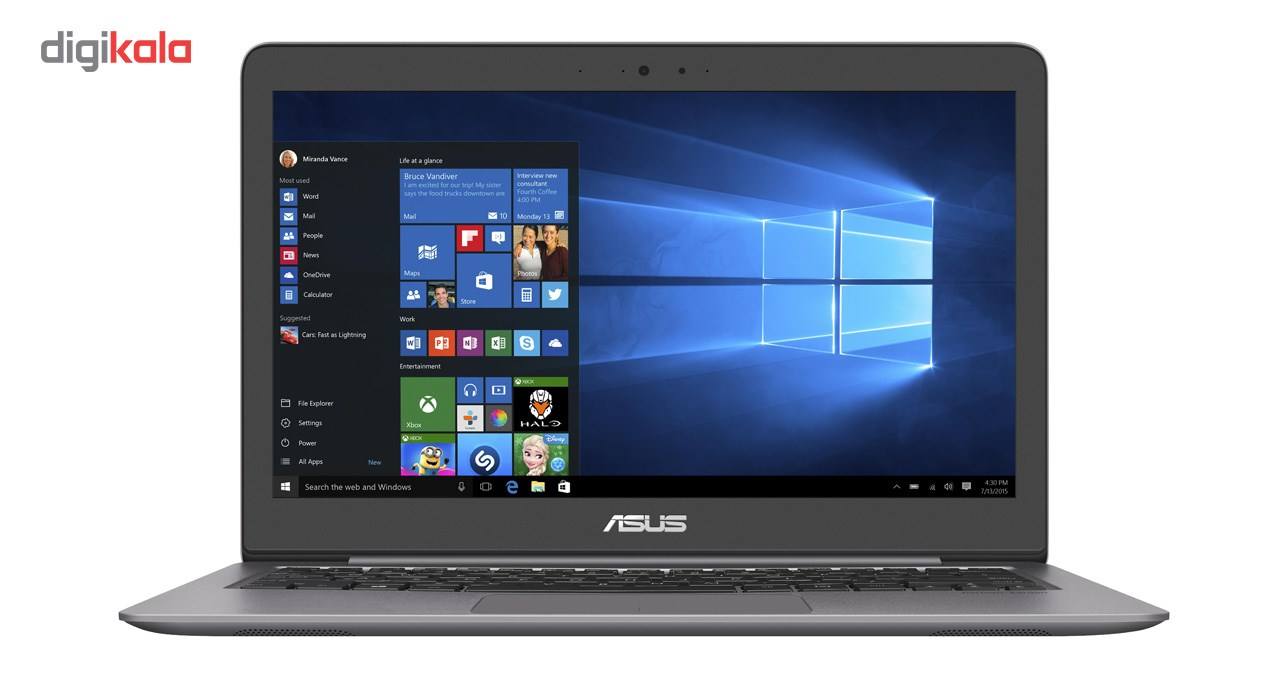 digikala
Miranda Vance
Most used
Word
Mail
People
News
OneDrive
Calculator
Suggested
Cars: Fast as Lightning
File Explorer
Settings
Power
All Apps New
Life at a glance
Bruce Vandiver
I am excited for our trip! My sister
says the food trucks downtown are
Mail 10
Interview new
consultant
Fourth Coffee
4:00 PM
Monday 13
Maps
Store
Photos
Work
Entertainment
Xbox
XBOX
HALO
XBOX
Disney
Search the web and Windows
4:30 PM
7/13/2015
ASUS